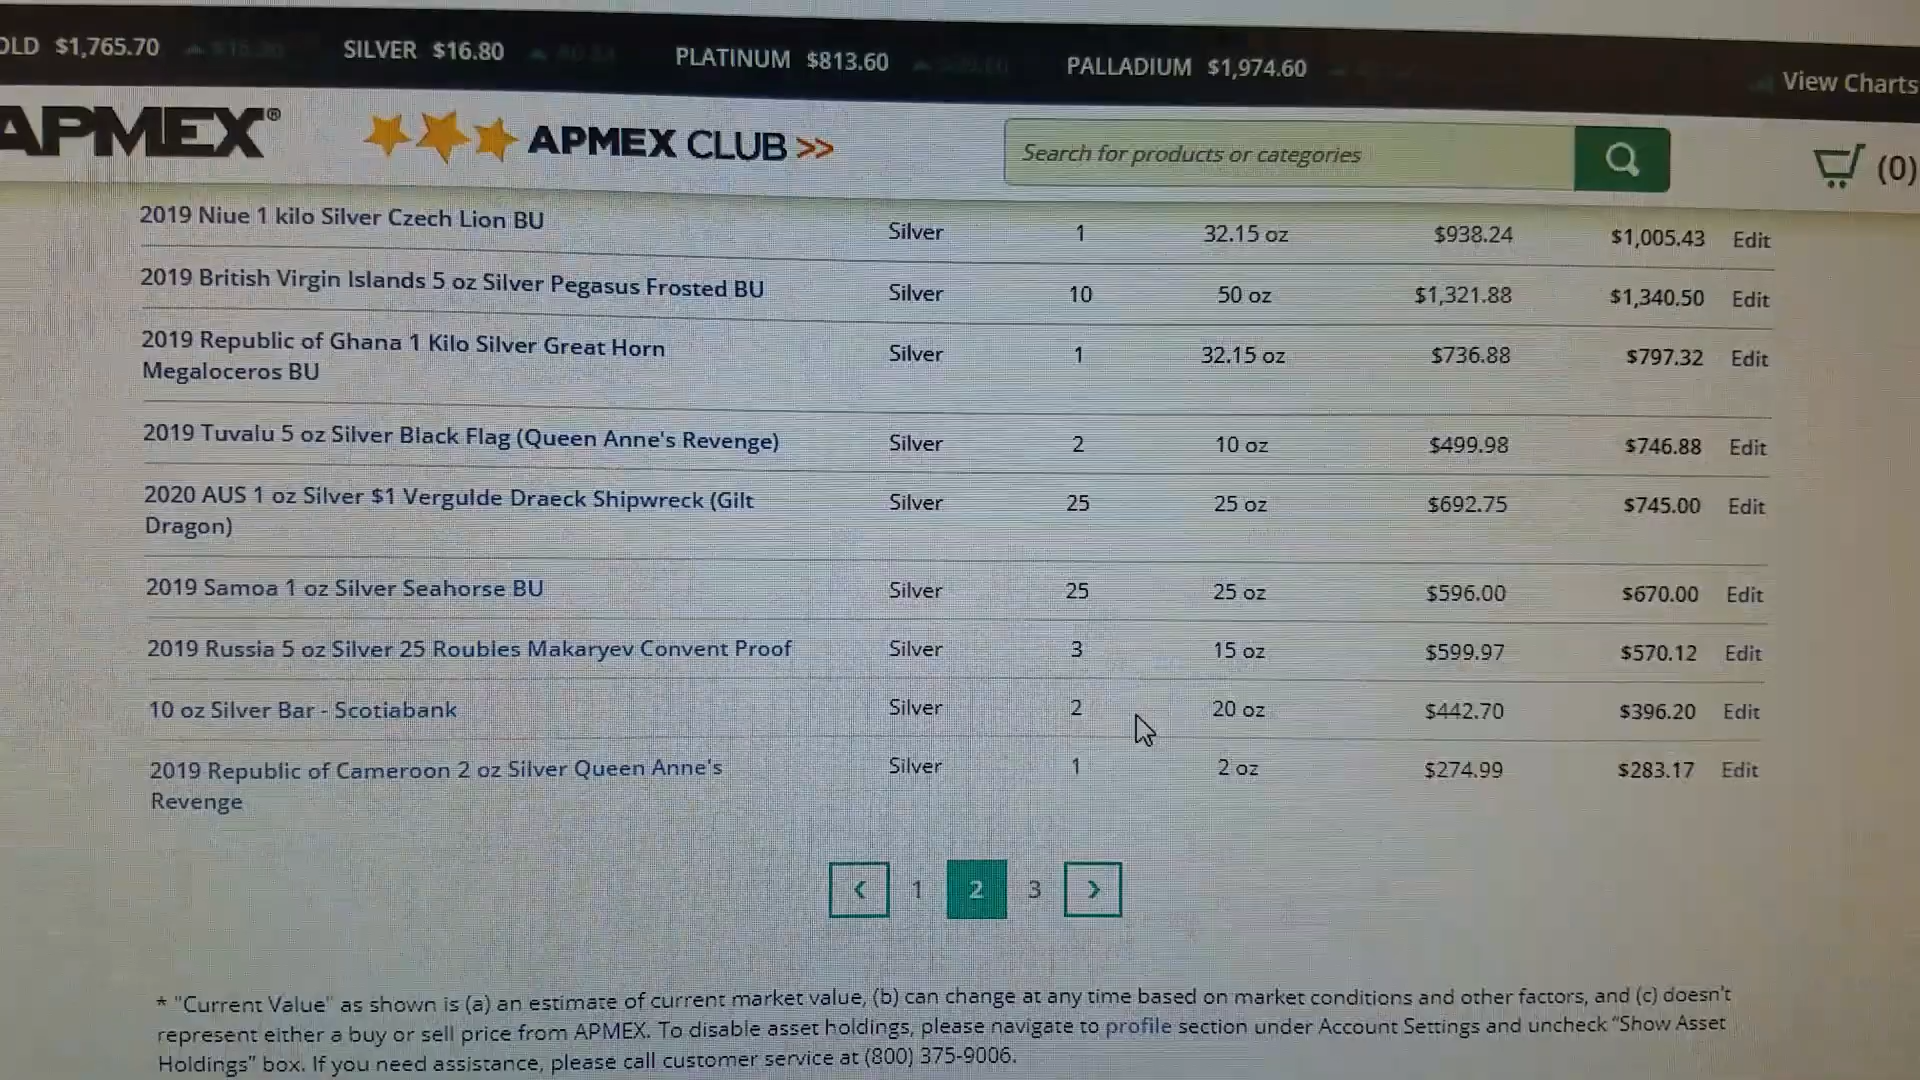 OLD $1,765.70 SILVER $16.80 PLATINUM $813.60 PALLADIUM $1,974.60 View Charts
APMEX® APMEX CLUB >> Search for products or categories (0)
2019 Niue 1 kilo Silver Czech Lion BU Silver 1 32.15 oz $938.24 $1,005.43 Edit
2019 British Virgin Islands 5 oz Silver Pegasus Frosted BU Silver 10 50 oz $1,321.88 $1,340.50 Edit
2019 Republic of Ghana 1 Kilo Silver Great Horn Silver 1 32.15 oz $736.88 $797.32 Edit
Megaloceros BU
2019 Tuvalu 5 oz Silver Black Flag (Queen Anne's Revenge) Silver 2 10 oz $499.98 $746.88 Edit
2020 AUS 1 oz Silver $1 Vergulde Draeck Shipwreck (Gilt Silver 25 25 oz $692.75 $745.00 Edit
Dragon)
2019 Samoa 1 oz Silver Seahorse BU Silver 25 25 oz $596.00 $670.00 Edit
2019 Russia 5 oz Silver 25 Roubles Makaryev Convent Proof Silver 3 15 oz $599.97 $570.12 Edit
10 oz Silver Bar - Scotiabank Silver 2 20 oz $442.70 $396.20 Edit
2019 Republic of Cameroon 2 oz Silver Queen Anne's Silver 1 2 oz $274.99 $283.17 Edit
Revenge
< 1 2 3 >
* "Current Value" as shown is (a) an estimate of current market value, (b) can change at any time based on market conditions and other factors, and (c) doesn't
represent either a buy or sell price from APMEX. To disable asset holdings, please navigate to profile section under Account Settings and uncheck "Show Asset
Holdings" box. If you need assistance, please call customer service at (800) 375-9006.